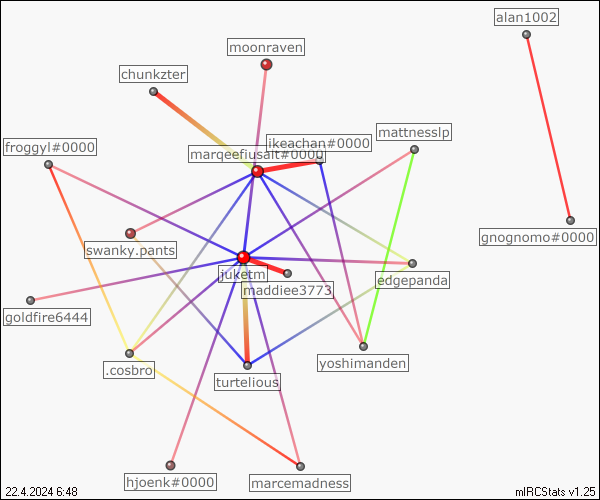 alan1002
moonraven
chunkzter
mattnesslp
ikeachan#0000
froggyl#0000
marqeefiusalt#0000
gnognomo#0000
swanky.pants
juketm
edgepanda
maddiee3773
goldfire6444
yoshimanden
.cosbro
turtelious
hjoenk#0000
marcemadness
22.4.2024 6:48
mIRCStats v1.25